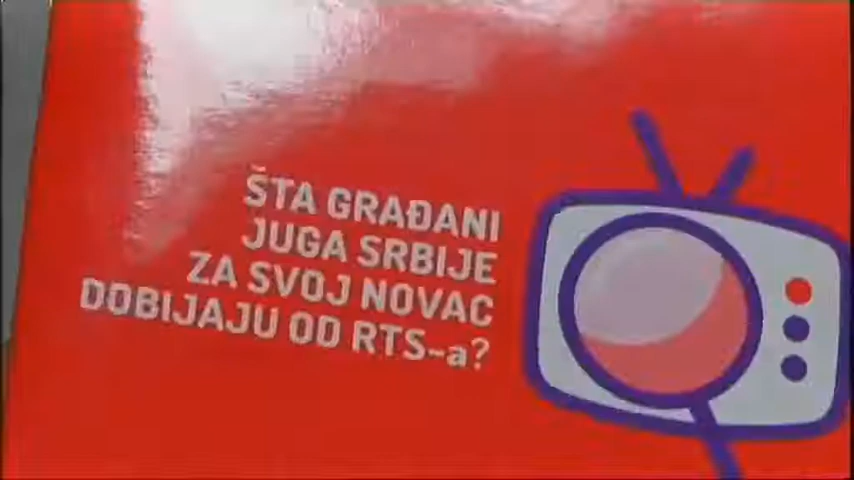 ŠTA GRAĐANI
JUGA SRBIJE
ZA SVOJ NOVAC
DOBIJAJU OD RTS-a?